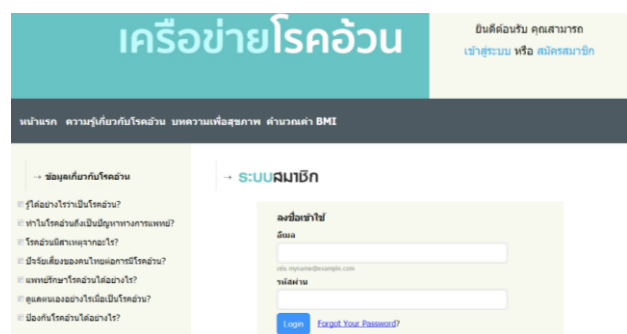 เครือข่ายโรคอ้วน
ยินดีต้อนรับ คุณสามารถ
เข้าสู่ระบบ หรือ สมัครสมาชิก
หน้าแรก ความรู้เกี่ยวกับโรคอ้วน บทความเพื่อสุขภาพ คำนวณค่า BMI
→ ข้อมูลเกี่ยวกับโรคอ้วน
รู้ได้อย่างไรว่าเป็นโรคอ้วน?
ทำไมโรคอ้วนถึงเป็นปัญหาทางการแพทย์?
โรคอ้วนมีสาเหตุจากอะไร?
ปัจจัยเสี่ยงของคนไทยต่อการมีโรคอ้วน?
แพทย์รักษาโรคอ้วนได้อย่างไร?
ดูแลตนเองอย่างไรเมื่อเป็นโรคอ้วน?
ป้องกันโรคอ้วนได้อย่างไร?
→ ระบบสมาชิก
ลงชื่อเข้าใช้
อีเมล
myname@example.com
รหัสผ่าน
Login Forgot Your Password?